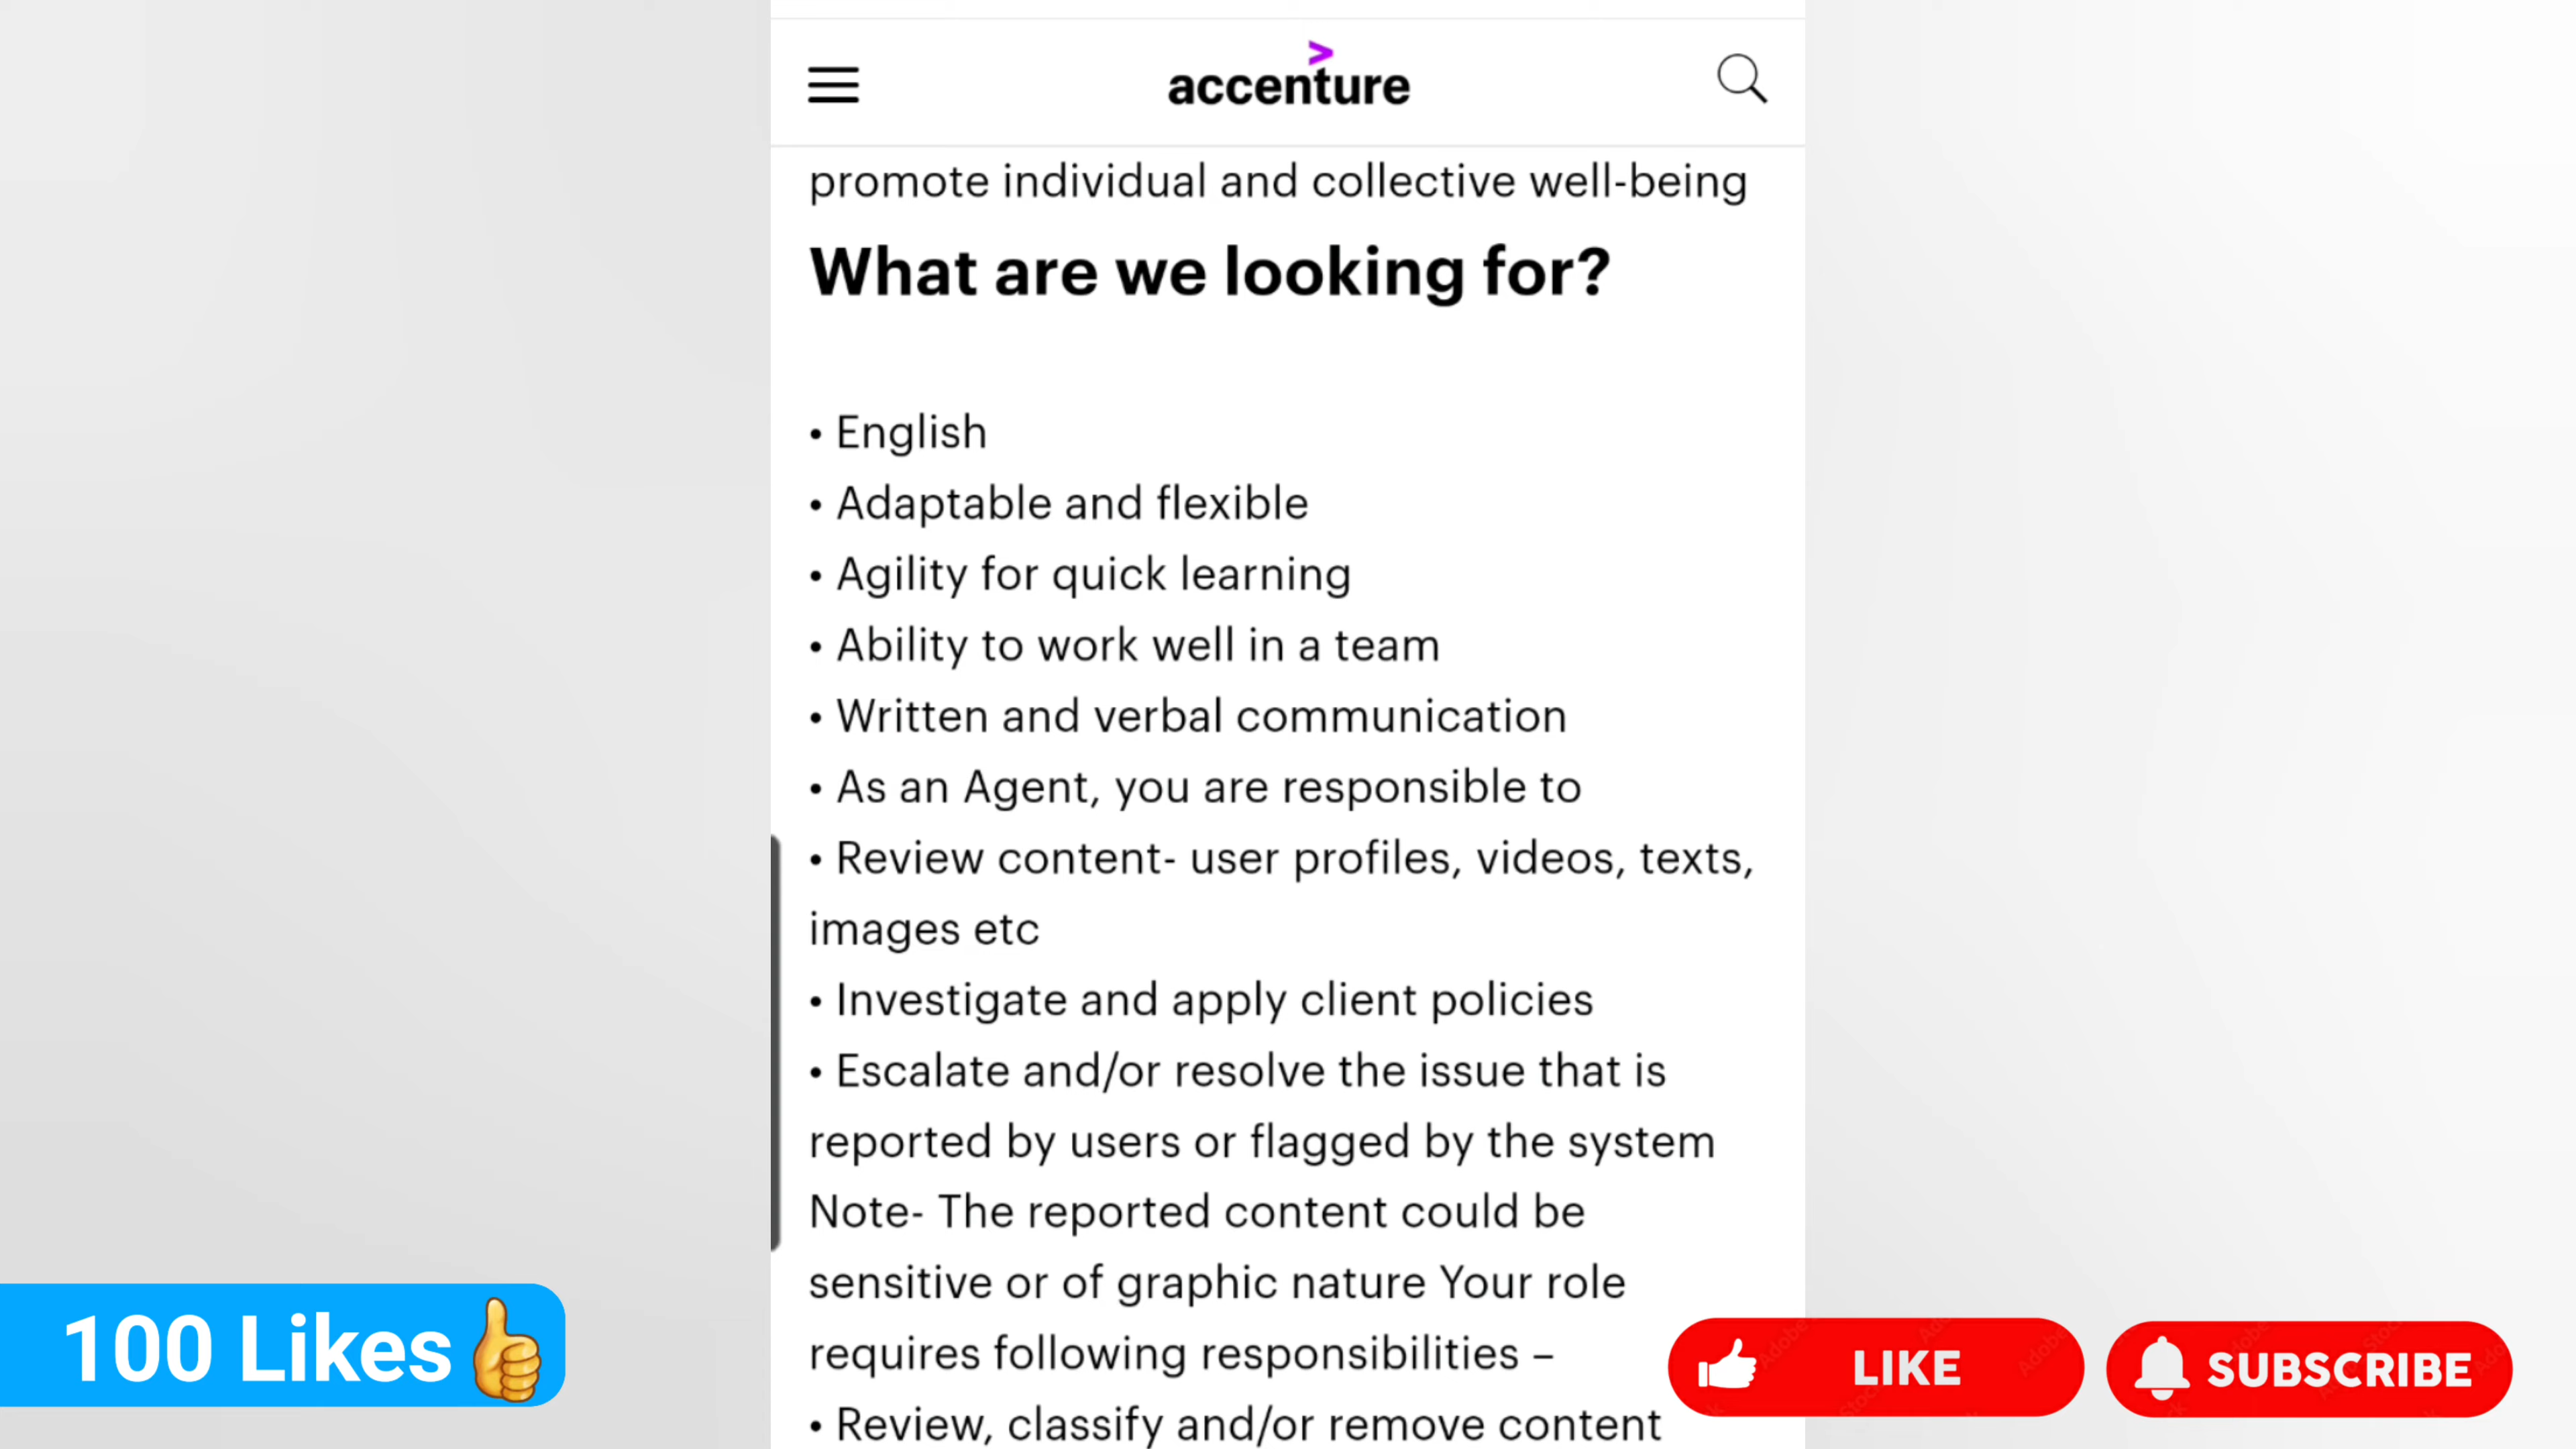 accenture
promote individual and collective well-being
What are we looking for?
• English
• Adaptable and flexible
• Agility for quick learning
• Ability to work well in a team
• Written and verbal communication
• As an Agent, you are responsible to
• Review content- user profiles, videos, texts,
images etc
• Investigate and apply client policies
• Escalate and/or resolve the issue that is
reported by users or flagged by the system
Note- The reported content could be
sensitive or of graphic nature Your role
requires following responsibilities –
• Review, classify and/or remove content
100 Likes
LIKE
SUBSCRIBE